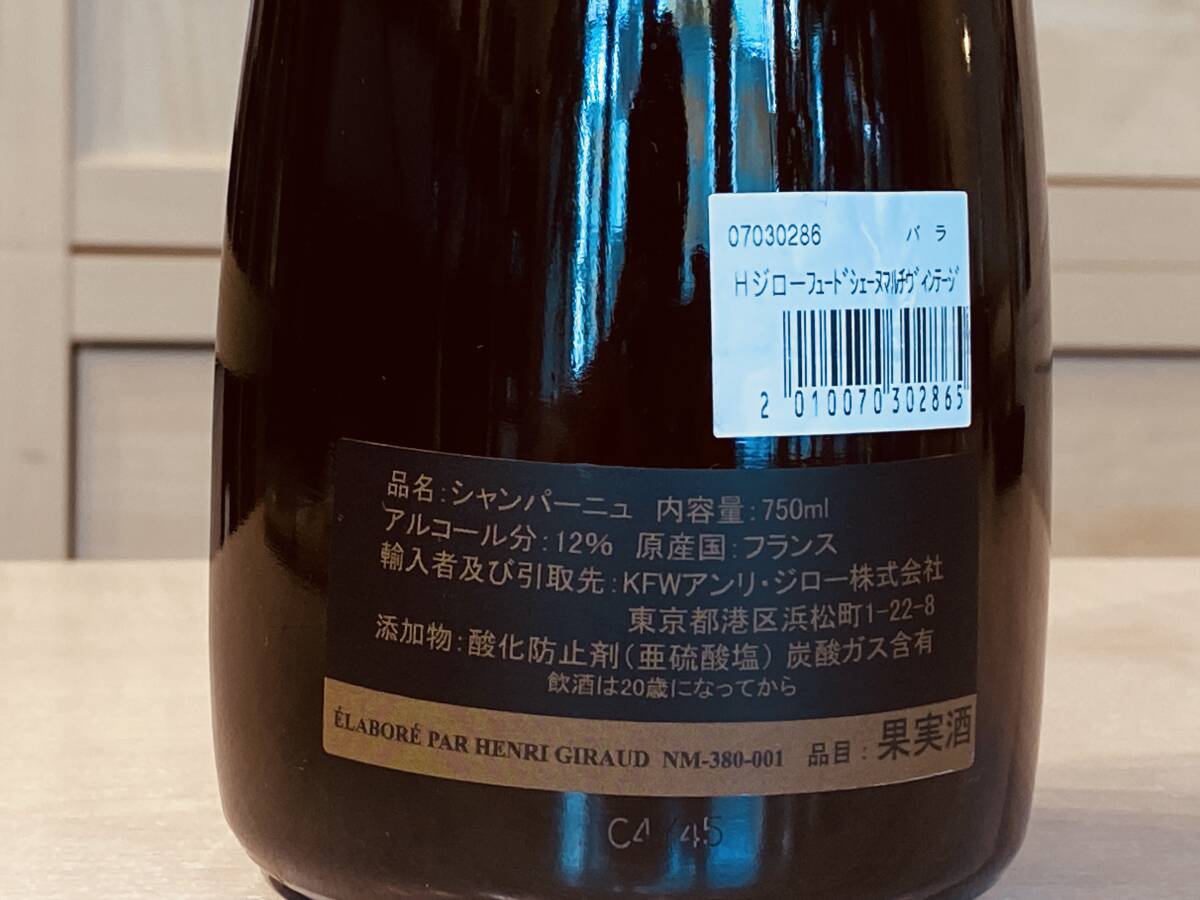 07030286 バラ
Hジローフュードシェーヌマルチヴィンテージ
2 010070 302865
品名:シャンパーニュ 内容量:750ml
アルコール分:12% 原産国:フランス
輸入者及び引取先:KFWアンリ・ジロー株式会社
東京都港区浜松町1-22-8
添加物:酸化防止剤(亜硫酸塩) 炭酸ガス含有
飲酒は20歳になってから
ÉLABORÉ PAR HENRI GIRAUD NM-380-001 品目:果実酒